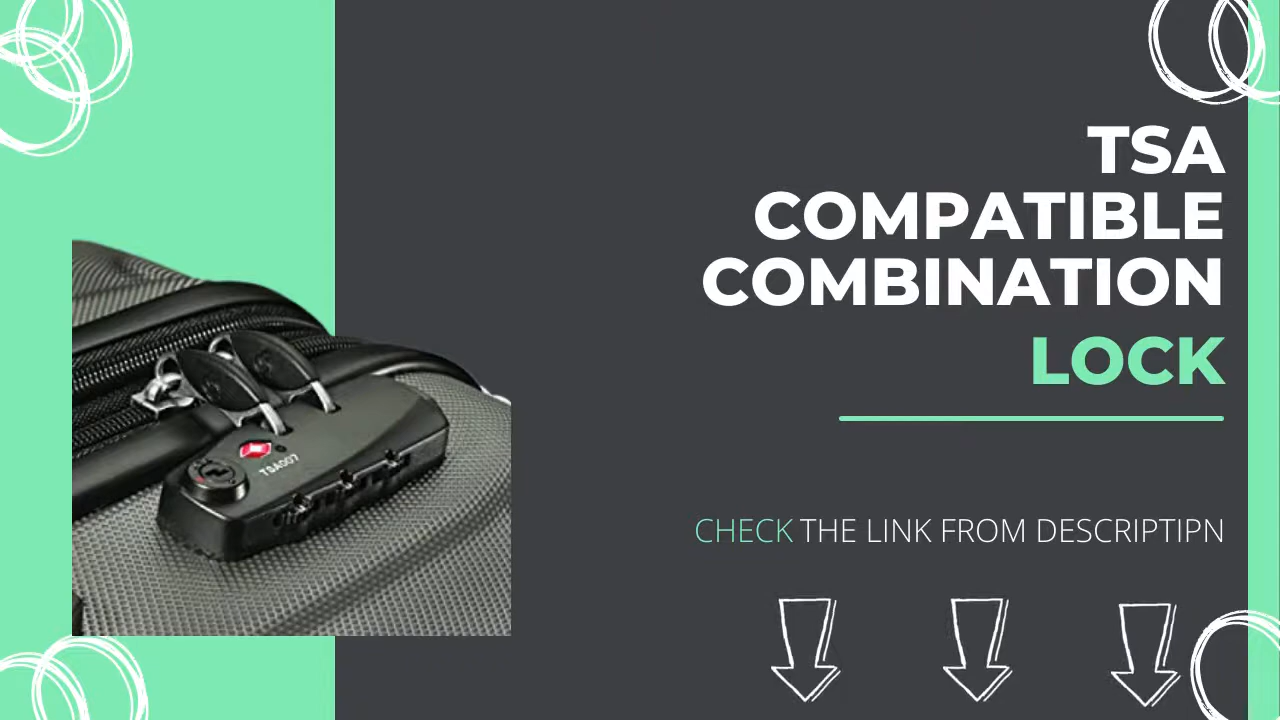 TSA
COMPATIBLE
COMBINATION
LOCK
TSA007
CHECK THE LINK FROM DESCRIPTIPN